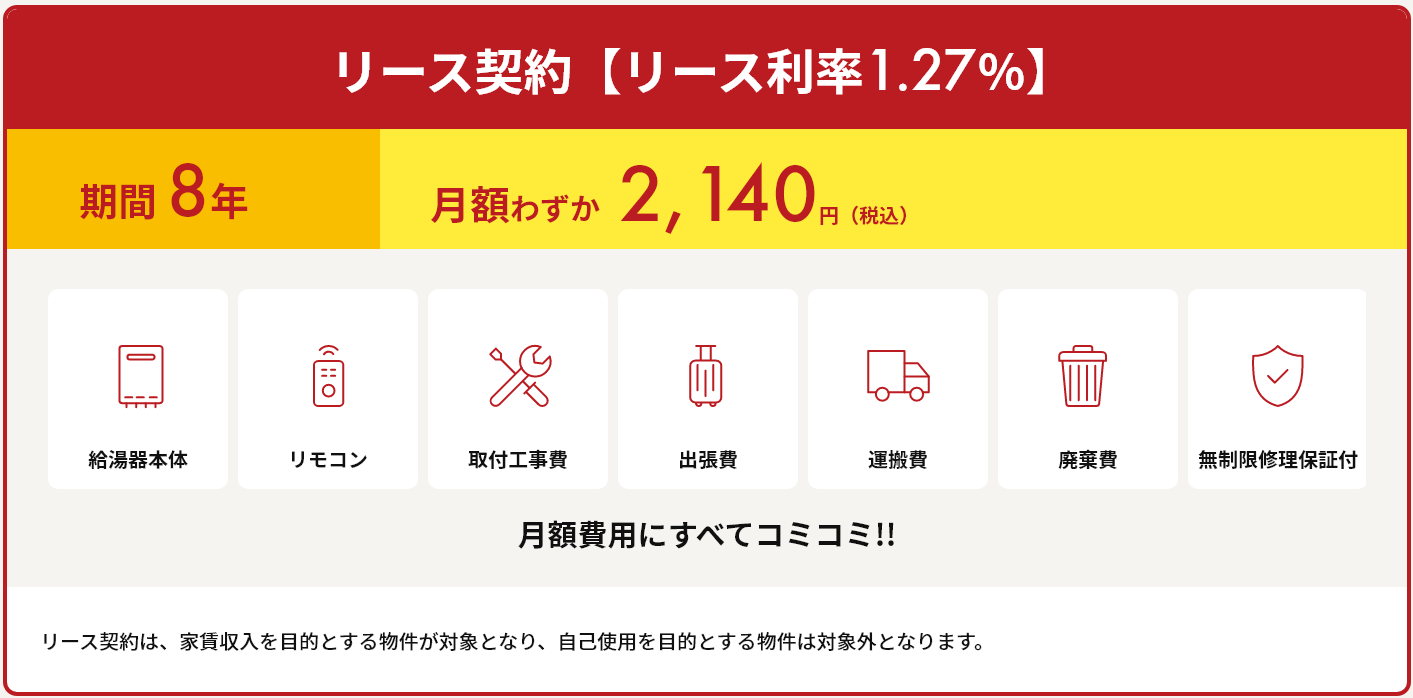 リース契約【リース利率1.27%】
期間 8年
月額わずか 2,140円（税込）
給湯器本体
リモコン
取付工事費
出張費
運搬費
廃棄費
無制限修理保証付
月額費用にすべてコミコミ!!
リース契約は、家賃収入を目的とする物件が対象となり、自己使用を目的とする物件は対象外となります。